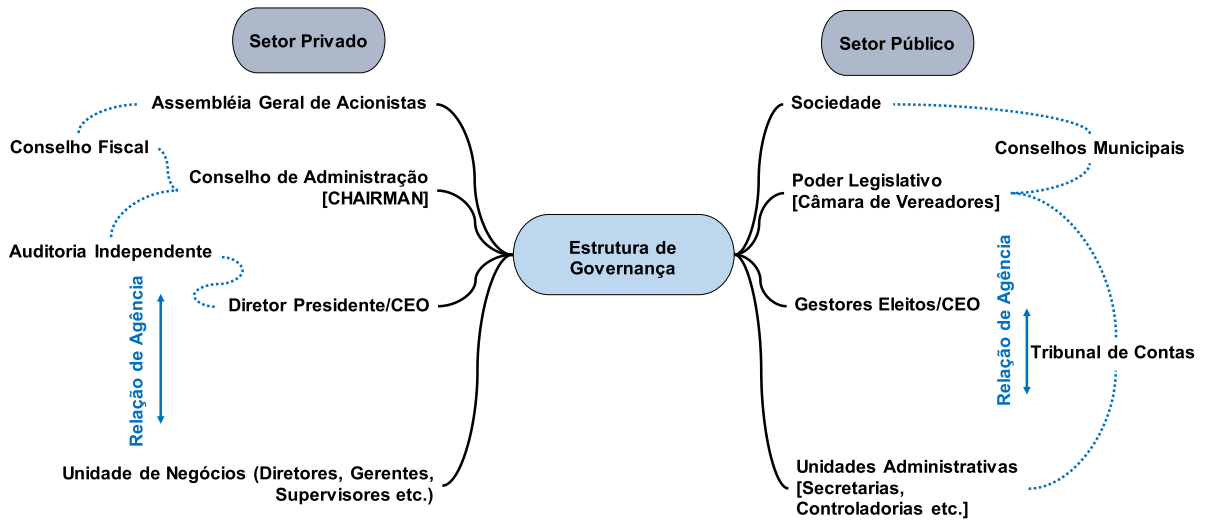 Setor Privado
Setor Público
Assembléia Geral de Acionistas
Conselho Fiscal
Conselho de Administração
[CHAIRMAN]
Auditoria Independente
Relação de Agência
Diretor Presidente/CEO
Unidade de Negócios (Diretores, Gerentes,
Supervisores etc.)
Estrutura de
Governança
Sociedade
Conselhos Municipais
Poder Legislativo
[Câmara de Vereadores]
Gestores Eleitos/CEO
Relação de Agência
Tribunal de Contas
Unidades Administrativas
[Secretarias,
Controladorias etc.]